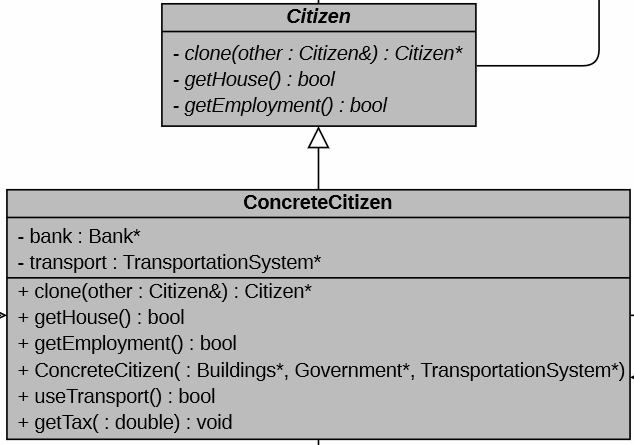 Citizen
- clone(other : Citizen&) : Citizen*
- getHouse() : bool
- getEmployment() : bool
ConcreteCitizen
- bank : Bank*
- transport : TransportationSystem*
+ clone(other : Citizen&) : Citizen*
+ getHouse() : bool
+ getEmployment() : bool
+ ConcreteCitizen( : Buildings*, Government*, TransportationSystem*)
+ useTransport() : bool
+ getTax( : double) : void